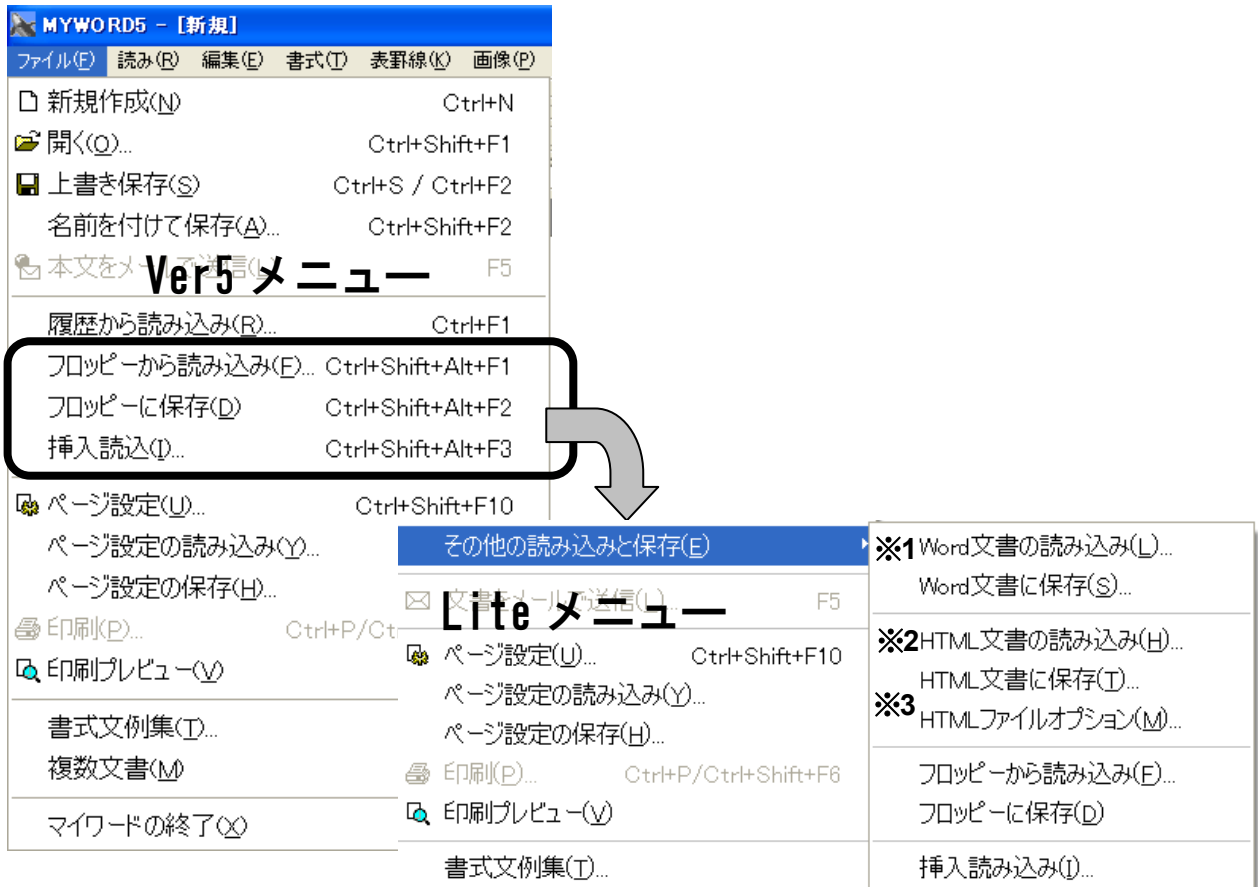 MYWORD5 - [新規]
ファイル(F) 読み(R) 編集(E) 書式(T) 表罫線(K) 画像(P)
新規作成(N) Ctrl+N
開く(O)... Ctrl+Shift+F1
上書き保存(S) Ctrl+S / Ctrl+F2
名前を付けて保存(A)... Ctrl+Shift+F2
本文をメールで送信(L) F5
Ver5メニュー
履歴から読み込み(R)... Ctrl+F1
フロッピーから読み込み(F)... Ctrl+Shift+Alt+F1
フロッピーに保存(D) Ctrl+Shift+Alt+F2
挿入読込(I)... Ctrl+Shift+Alt+F3
ページ設定(U)... Ctrl+Shift+F10
ページ設定の読み込み(Y)...
ページ設定の保存(H)...
印刷(P)... Ctrl+P/Ct
印刷プレビュー(V)
書式文例集(T)...
複数文書(M)
マイワードの終了(X)
その他の読み込みと保存(E)
文書をメールで送信(L)... F5
Liteメニュー
ページ設定(U)... Ctrl+Shift+F10
ページ設定の読み込み(Y)...
ページ設定の保存(H)...
印刷(P)... Ctrl+P/Ctrl+Shift+F6
印刷プレビュー(V)
書式文例集(T)...
※1 Word文書の読み込み(L)...
Word文書に保存(S)...
※2 HTML文書の読み込み(H)...
HTML文書に保存(T)...
※3 HTMLファイルオプション(M)...
フロッピーから読み込み(F)...
フロッピーに保存(D)
挿入読み込み(I)...